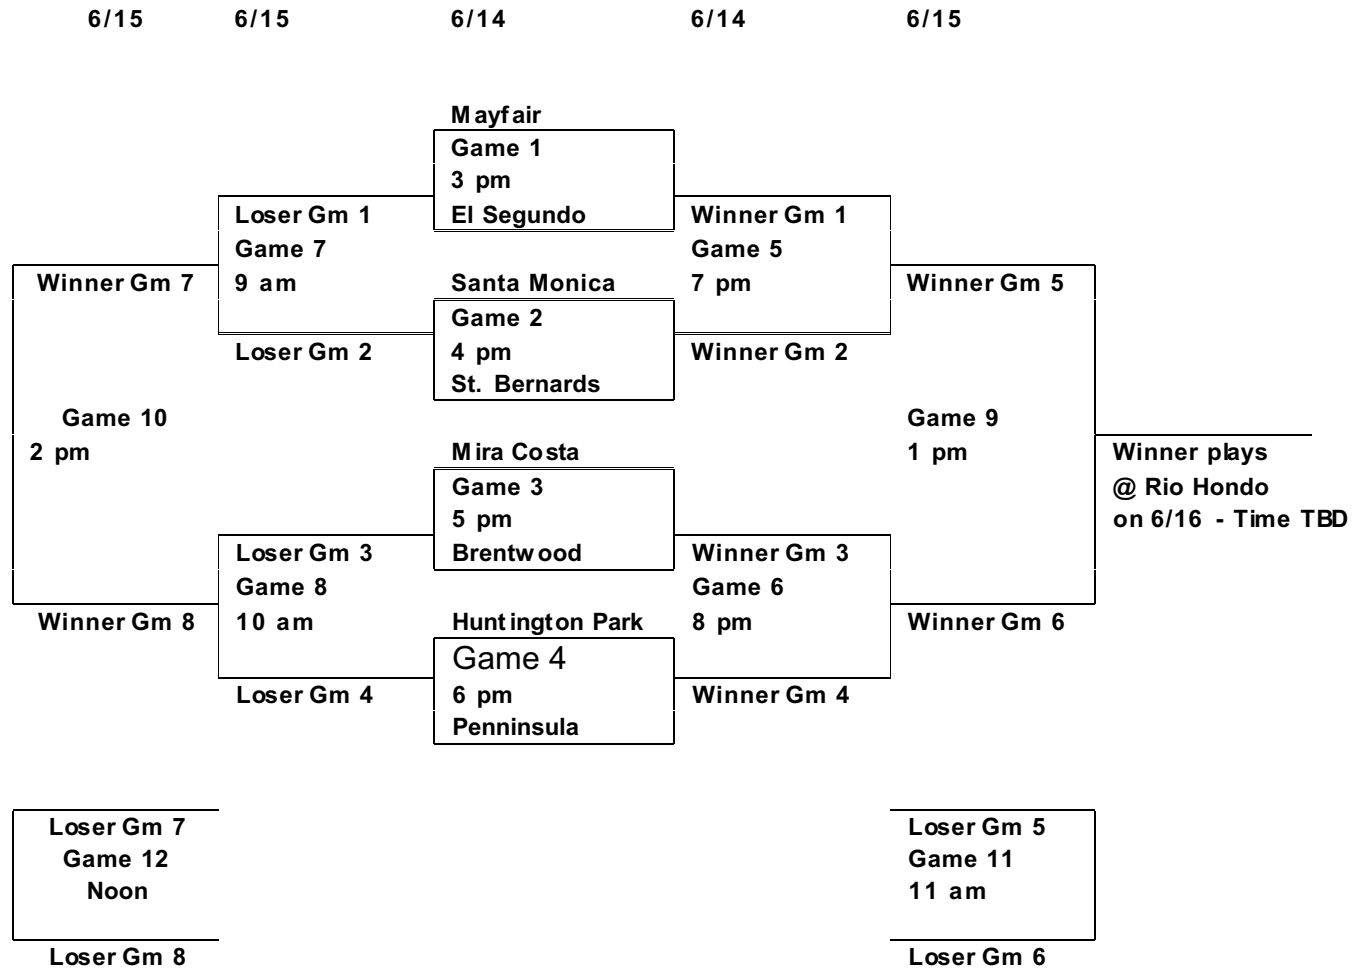 6/15 6/15 6/14 6/14 6/15
Mayfair
Game 1
3 pm
Loser Gm 1 El Segundo Winner Gm 1
Game 7 Game 5
Winner Gm 7 9 am Santa Monica 7 pm Winner Gm 5
Game 2
Loser Gm 2 4 pm Winner Gm 2
St. Bernards
Game 10 Game 9
2 pm Mira Costa 1 pm Winner plays
Game 3 @ Rio Hondo
5 pm on 6/16 - Time TBD
Loser Gm 3 Brentwood Winner Gm 3
Game 8 Game 6
Winner Gm 8 10 am Huntington Park 8 pm Winner Gm 6
Game 4
Loser Gm 4 6 pm Winner Gm 4
Penninsula
Loser Gm 7 Loser Gm 5
Game 12 Game 11
Noon 11 am
Loser Gm 8 Loser Gm 6